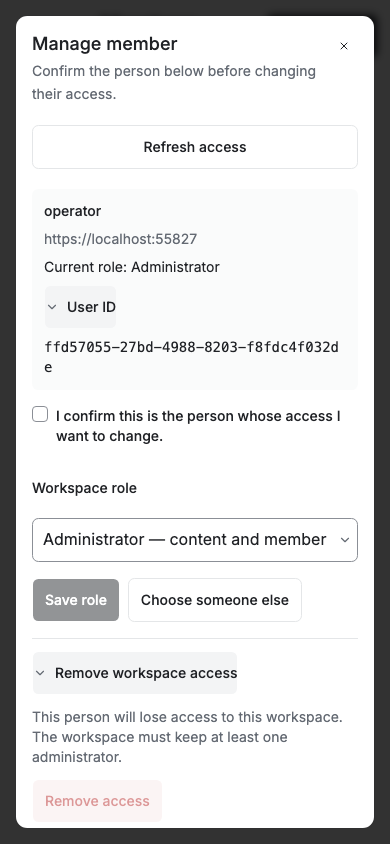 Manage member
Confirm the person below before changing
their access.
Refresh access
operator
https://localhost:55827
Current role: Administrator
User ID
ffd57055-27bd-4988-8203-f8fdc4f032d
e
I confirm this is the person whose access I
want to change.
Workspace role
Administrator — content and member
Save role
Choose someone else
Remove workspace access
This person will lose access to this workspace.
The workspace must keep at least one
administrator.
Remove access